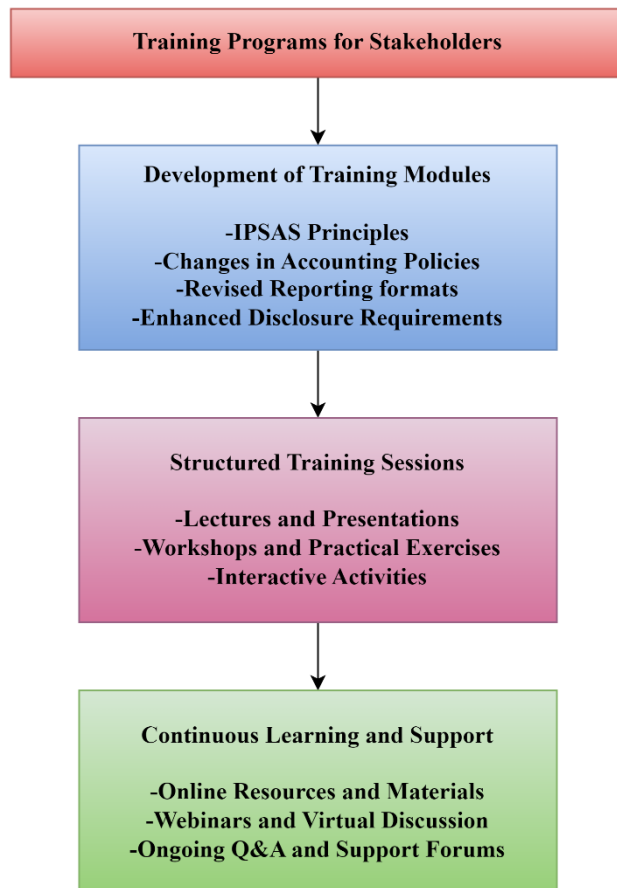 Training Programs for Stakeholders
Development of Training Modules
-IPSAS Principles
-Changes in Accounting Policies
-Revised Reporting formats
-Enhanced Disclosure Requirements
Structured Training Sessions
-Lectures and Presentations
-Workshops and Practical Exercises
-Interactive Activities
Continuous Learning and Support
-Online Resources and Materials
-Webinars and Virtual Discussion
-Ongoing Q&A and Support Forums